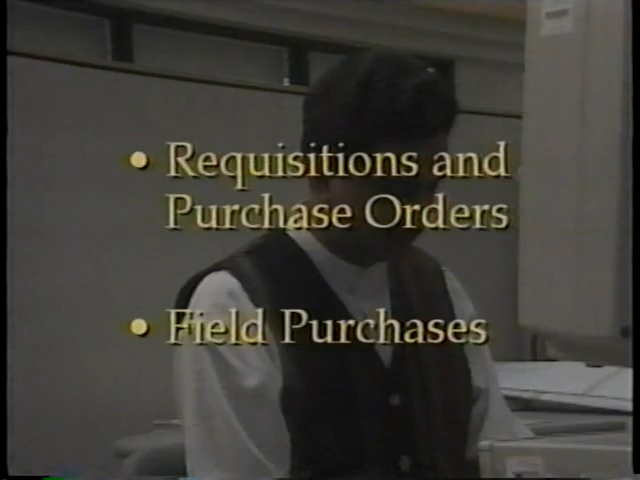 • Requisitions and
Purchase Orders
• Field Purchases